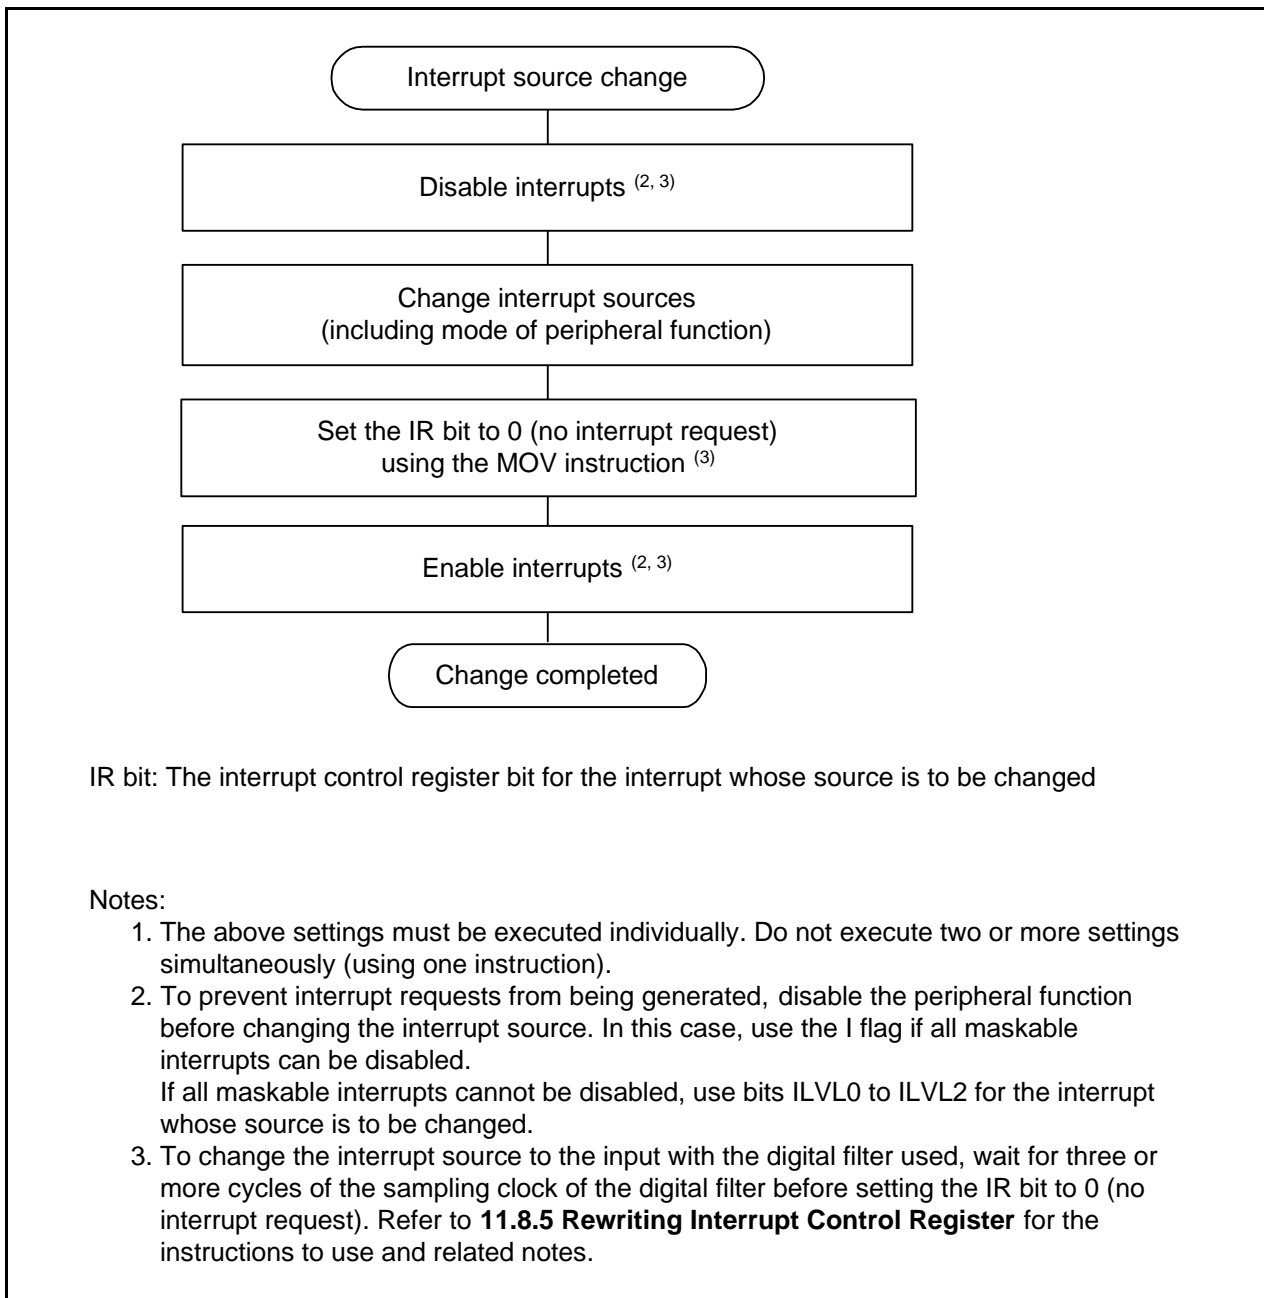 Interrupt source change
Disable interrupts (2, 3)
Change interrupt sources
(including mode of peripheral function)
Set the IR bit to 0 (no interrupt request)
using the MOV instruction (3)
Enable interrupts (2, 3)
Change completed
IR bit: The interrupt control register bit for the interrupt whose source is to be changed
Notes:
1. The above settings must be executed individually. Do not execute two or more settings
simultaneously (using one instruction).
2. To prevent interrupt requests from being generated, disable the peripheral function
before changing the interrupt source. In this case, use the I flag if all maskable
interrupts can be disabled.
If all maskable interrupts cannot be disabled, use bits ILVL0 to ILVL2 for the interrupt
whose source is to be changed.
3. To change the interrupt source to the input with the digital filter used, wait for three or
more cycles of the sampling clock of the digital filter before setting the IR bit to 0 (no
interrupt request). Refer to 11.8.5 Rewriting Interrupt Control Register for the
instructions to use and related notes.